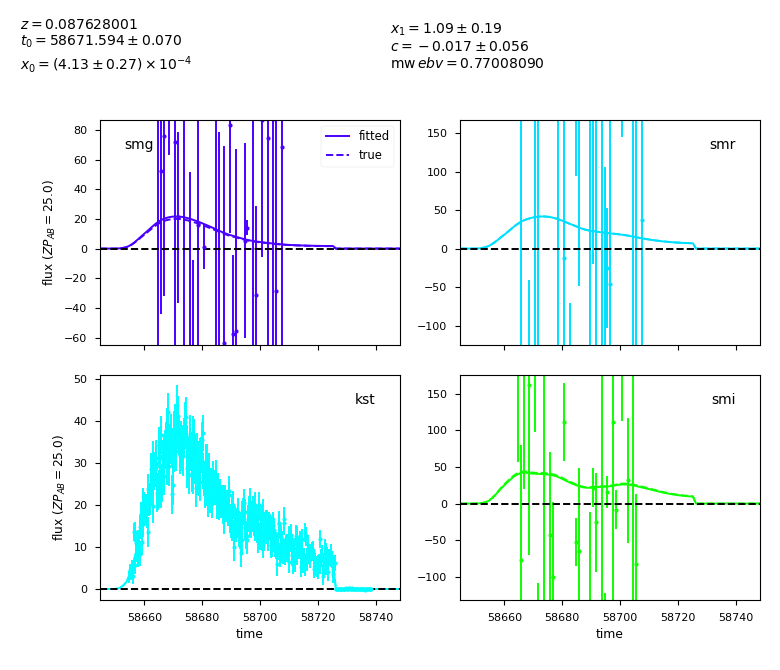 z = 0.087628001
t₀ = 58671.594 ± 0.070
x₀ = (4.13 ± 0.27) × 10⁻⁴
x₁ = 1.09 ± 0.19
c = −0.017 ± 0.056
mw ebv = 0.77008090
flux (ZP_AB = 25.0)
80
60
40
20
0
−20
−40
−60
smg
fitted
true
150
100
50
0
−50
−100
smr
flux (ZP_AB = 25.0)
50
40
30
20
10
0
kst
58660 58680 58700 58720 58740
time
150
100
50
0
−50
−100
smi
58660 58680 58700 58720 58740
time